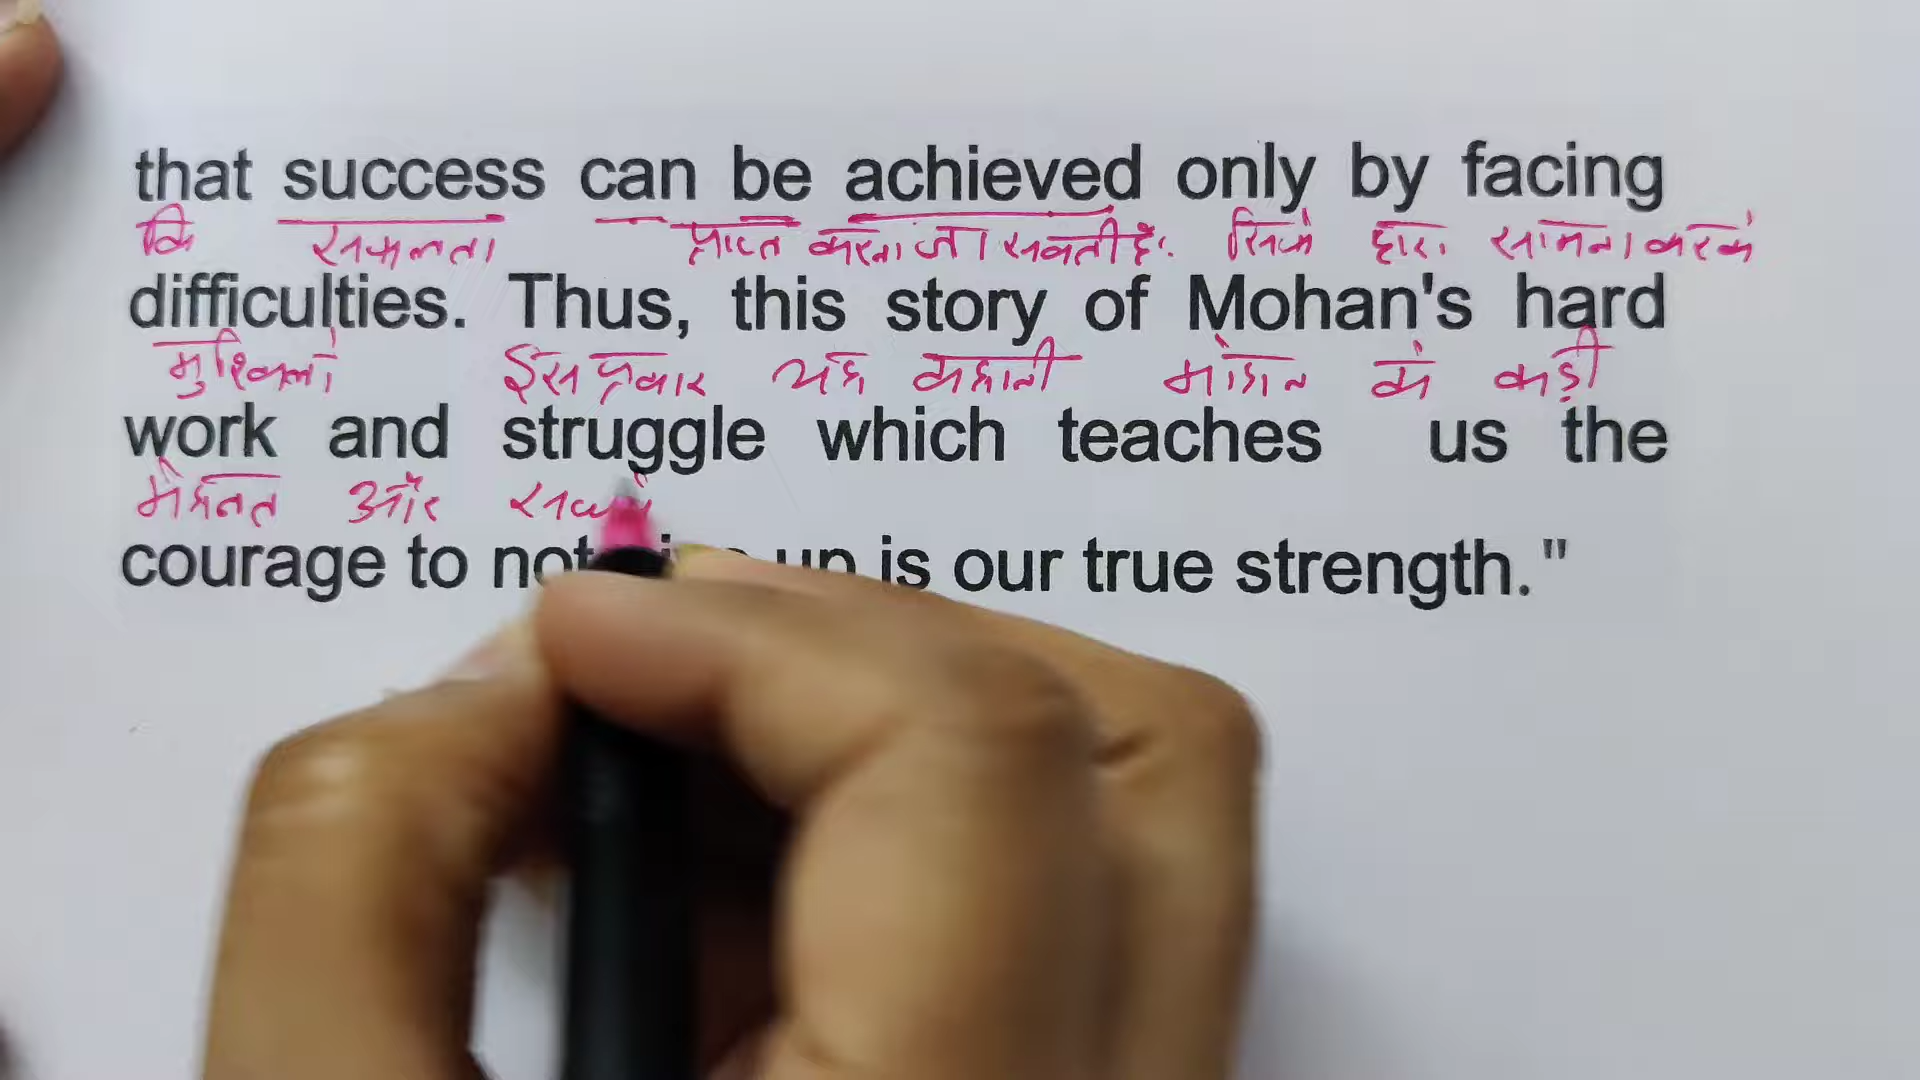 that success can be achieved only by facing
कि सफलता प्राप्त करना जा सकती है। सिर्फ द्वारा सामना करके
difficulties. Thus, this story of Mohan's hard
मुश्किलों इस प्रकार यह कहानी मोहन के कड़ी
work and struggle which teaches us the
मेहनत और
courage to not up is our true strength."